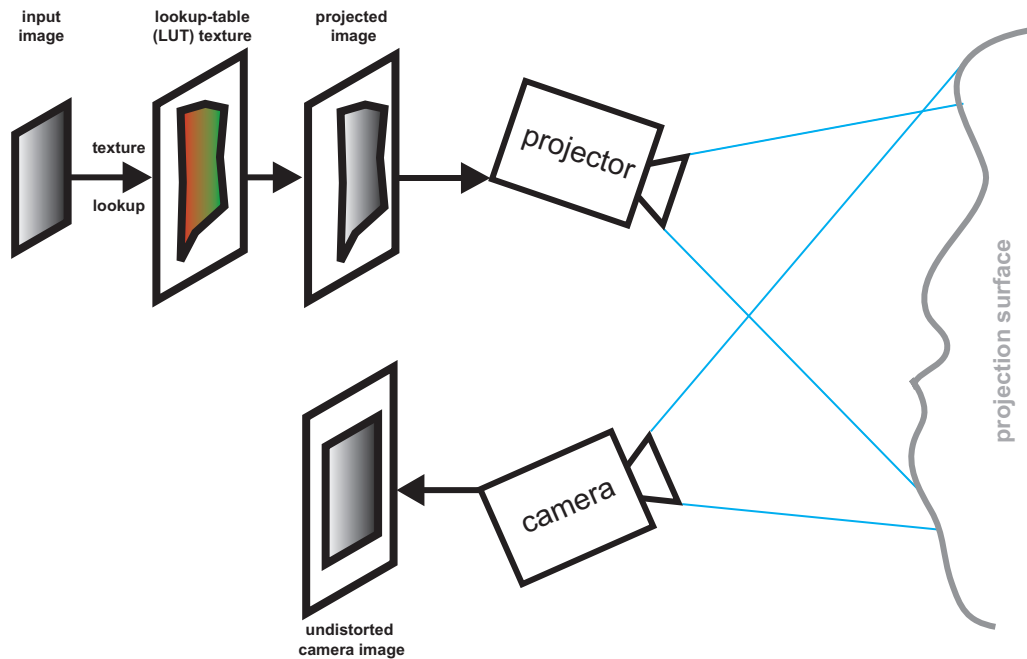 input
image
lookup-table
(LUT) texture
projected
image
texture
lookup
projector
projection surface
camera
undistorted
camera image